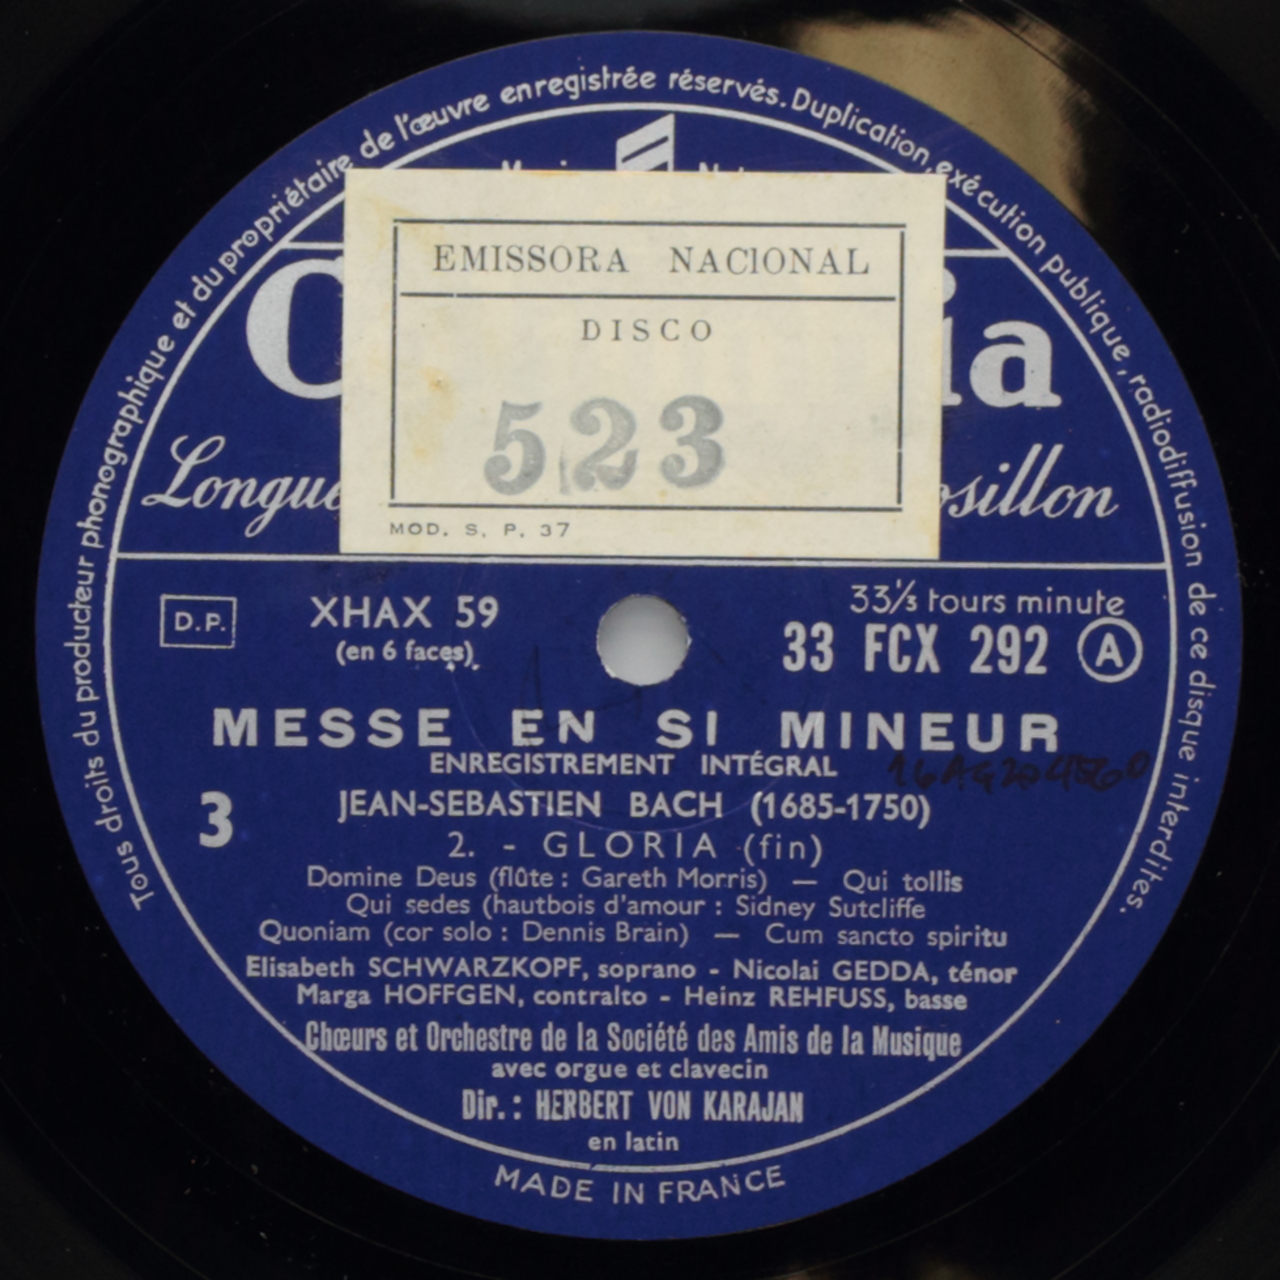 Tous droits du producteur phonographique et du propriétaire de l'œuvre enregistrée réservés. Duplication, exécution publique, radiodiffusion de ce disque interdites.
EMISSORA NACIONAL
DISCO
523
MOD. S. P. 37
Longue
D.P.
XHAX 59
(en 6 faces)
33⅓ tours minute
33 FCX 292 A
MESSE EN SI MINEUR
ENREGISTREMENT INTÉGRAL
3
JEAN-SEBASTIEN BACH (1685-1750)
2. - GLORIA (fin)
Domine Deus (flûte : Gareth Morris) — Qui tollis
Qui sedes (hautbois d'amour : Sidney Sutcliffe
Quoniam (cor solo : Dennis Brain) — Cum sancto spiritu
Elisabeth SCHWARZKOPF, soprano - Nicolai GEDDA, ténor
Marga HOFFGEN, contralto - Heinz REHFUSS, basse
Chœurs et Orchestre de la Société des Amis de la Musique
avec orgue et clavecin
Dir. : HERBERT VON KARAJAN
en latin
MADE IN FRANCE